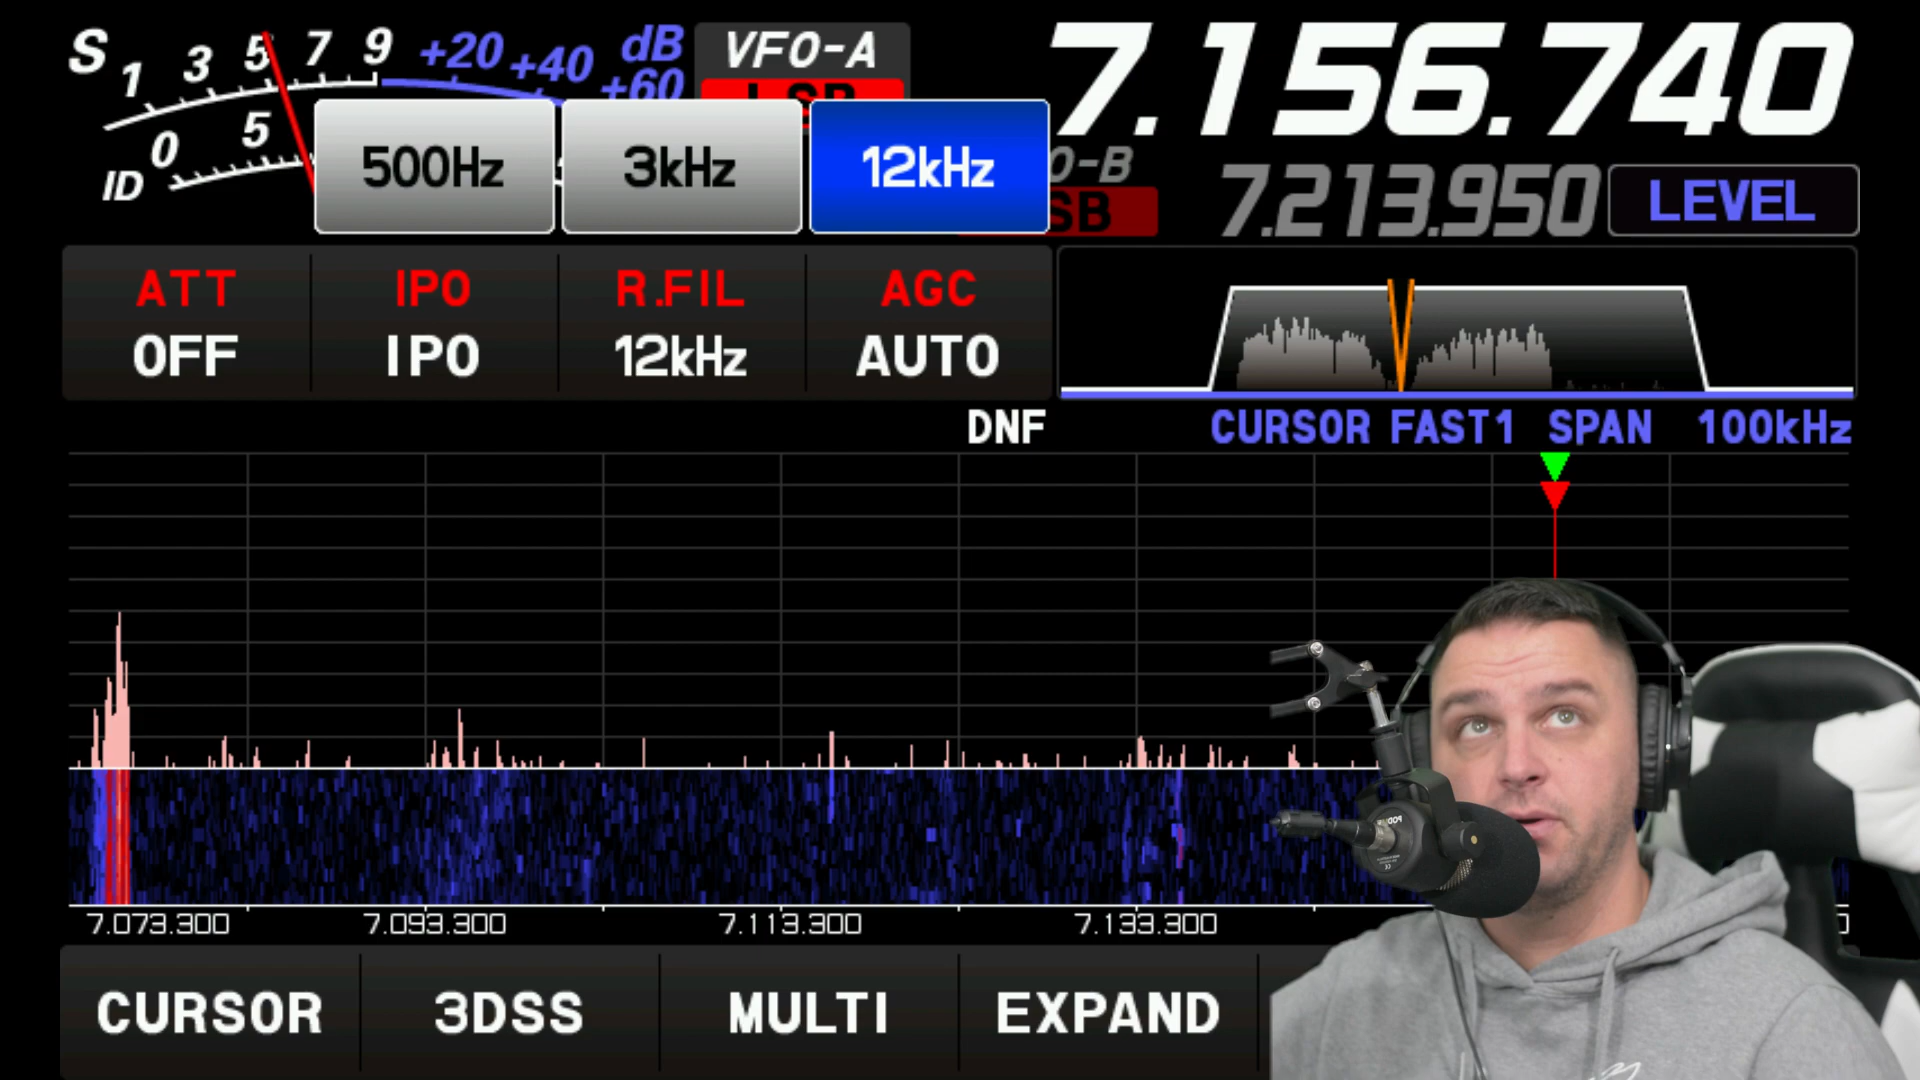 S 1 3 5 7 9 +20 +40 +60 dB
ID 0 5
VFO-A
LSB
7.156.740
500Hz 3kHz 12kHz
O-B
SB
7.213.950
LEVEL
ATT IPO R.FIL AGC
OFF IPO 12kHz AUTO
DNF
CURSOR FAST1 SPAN 100kHz
7.073.300 7.093.300 7.113.300 7.133.300
CURSOR 3DSS MULTI EXPAND